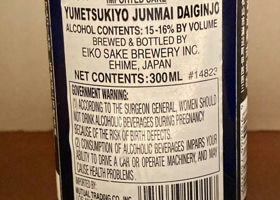 IMPORTED SAKE
YUMETSUKIYO JUNMAI DAIGINJO
ALCOHOL CONTENTS: 15-16% BY VOLUME
BREWED & BOTTLED BY
EIKO SAKE BREWERY INC.
EHIME, JAPAN
NET CONTENTS: 300ML #14823
GOVERNMENT WARNING:
(1) ACCORDING TO THE SURGEON GENERAL, WOMEN SHOULD
NOT DRINK ALCOHOLIC BEVERAGES DURING PREGNANCY
BECAUSE OF THE RISK OF BIRTH DEFECTS.
(2) CONSUMPTION OF ALCOHOLIC BEVERAGES IMPAIRS YOUR
ABILITY TO DRIVE A CAR OR OPERATE MACHINERY, AND MAY
CAUSE HEALTH PROBLEMS.
IMPORTED BY:
MUTUAL TRADING CO., INC.